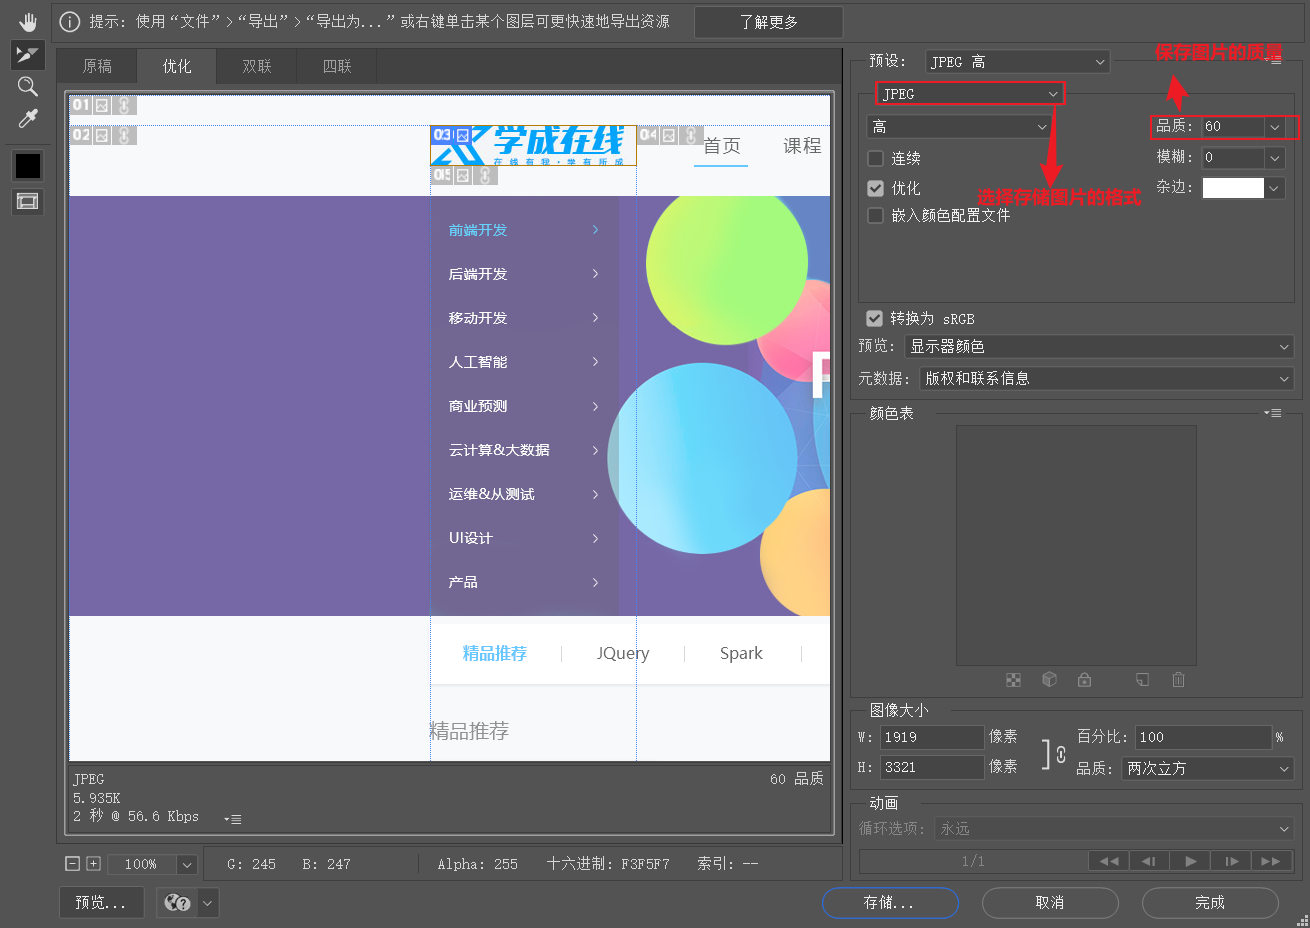 提示: 使用“文件”>“导出”>“导出为...”或右键单击某个图层可更快速地导出资源
了解更多
原稿
优化
双联
四联
01
02
03
学成在线
在线有我·学有所成
04
首页
课程
05
前端开发
后端开发
移动开发
人工智能
商业预测
云计算&大数据
运维&从测试
UI设计
产品
精品推荐
JQuery
Spark
精品推荐
JPEG
60 品质
5.935K
2 秒 @ 56.6 Kbps
100%
G: 245
B: 247
Alpha: 255
十六进制: F3F5F7
索引: --
预览...
保存图片的质量
预设:
JPEG 高
JPEG
高
品质: 60
连续
模糊: 0
优化
杂边:
选择存储图片的格式
嵌入颜色配置文件
转换为 sRGB
预览: 显示器颜色
元数据: 版权和联系信息
颜色表
图像大小
W: 1919 像素
百分比: 100 %
H: 3321 像素
品质: 两次立方
动画
循环选项: 永远
1/1
存储...
取消
完成